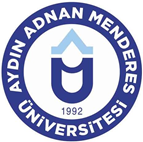 AYDIN ADNAN MENDERES
1992
ÜNİVERSİTESİ